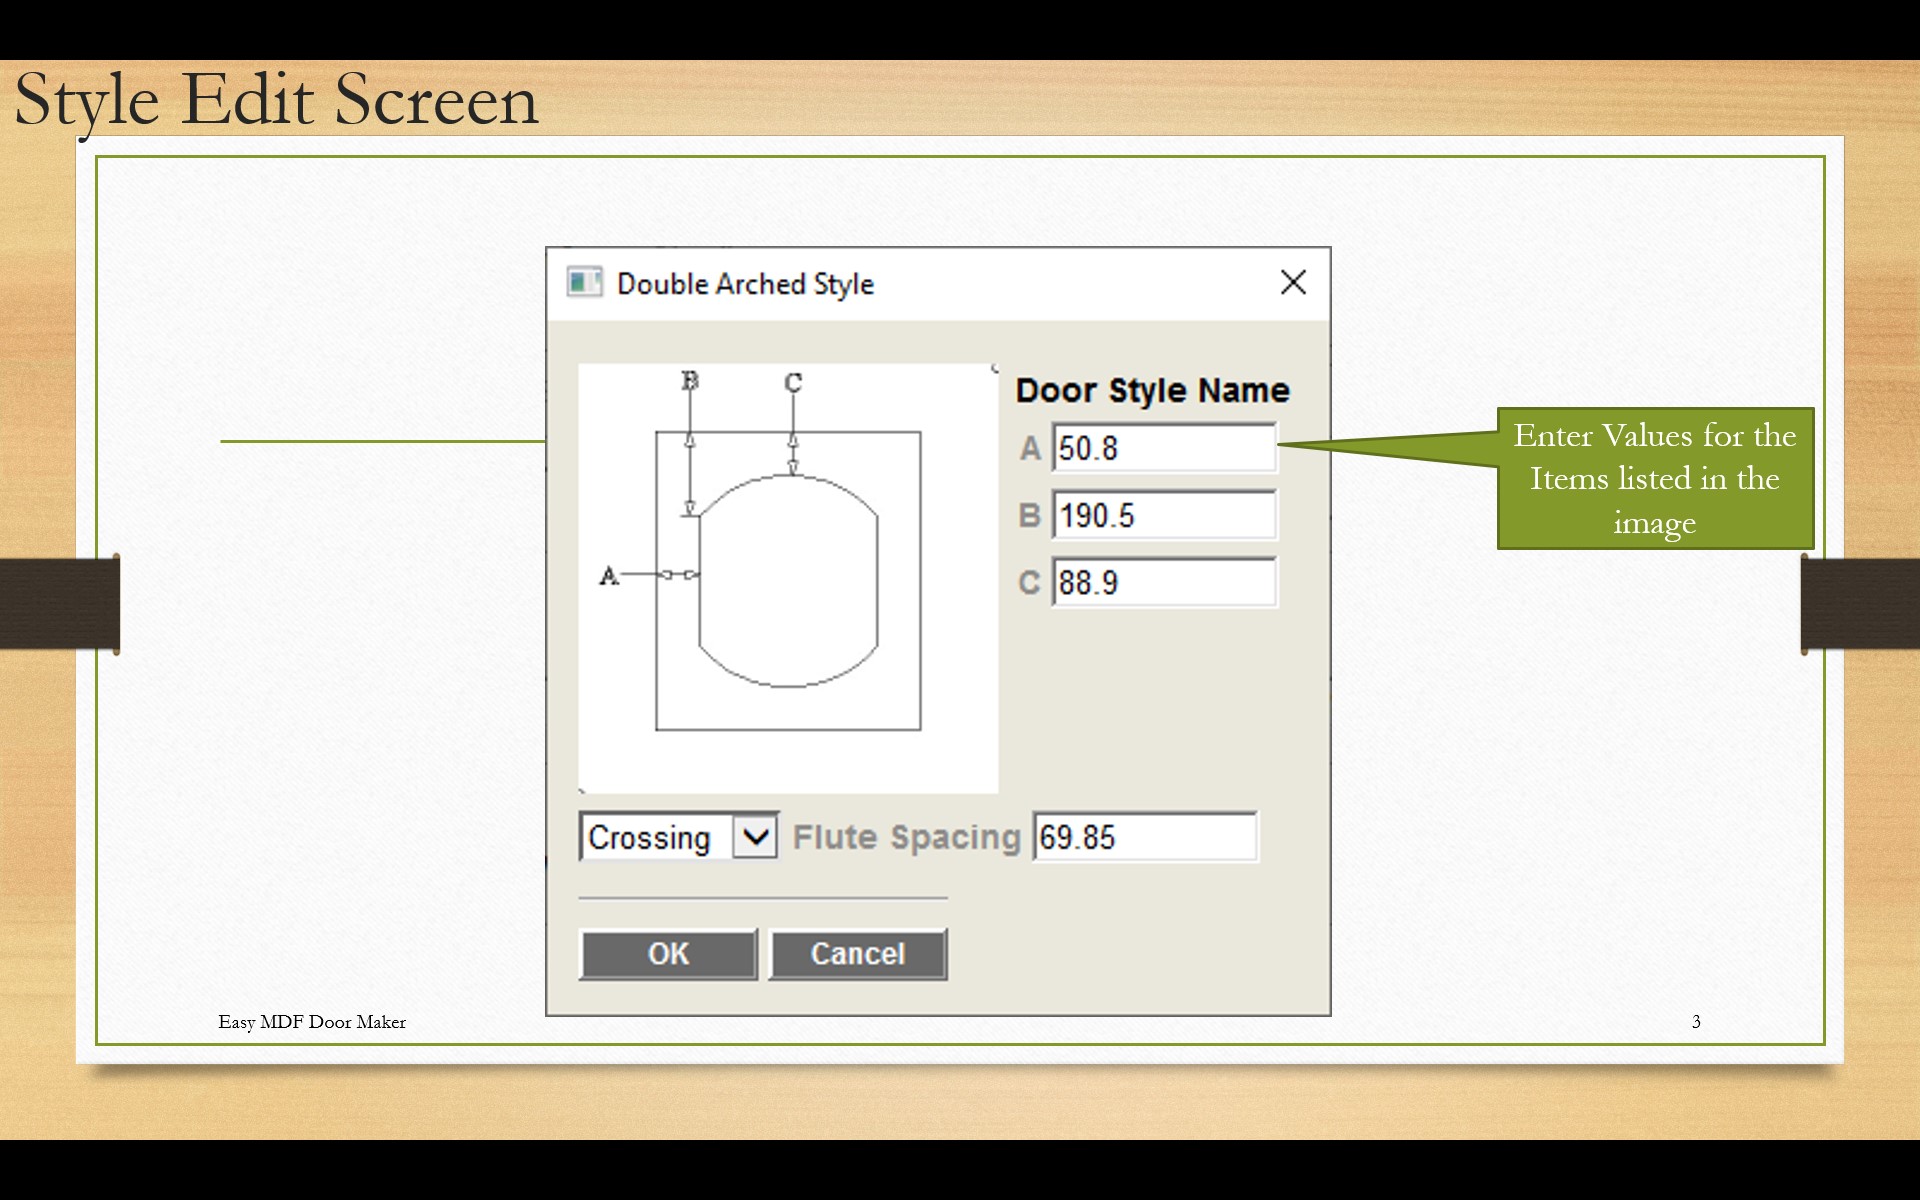 Style Edit Screen
Double Arched Style
B C
A
Door Style Name
A 50.8
B 190.5
C 88.9
Enter Values for the
Items listed in the
image
Crossing Flute Spacing 69.85
OK Cancel
Easy MDF Door Maker 3